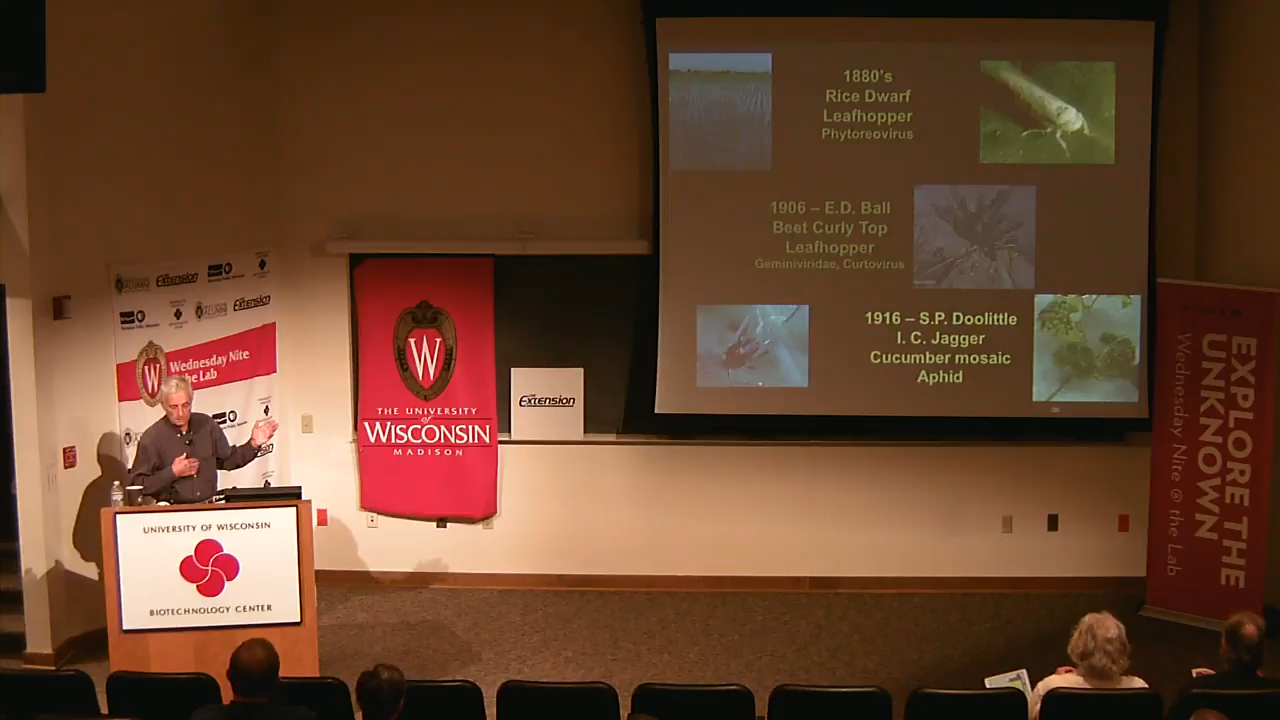 1880's
Rice Dwarf
Leafhopper
Phytoreovirus
1906 – E.D. Ball
Beet Curly Top
Leafhopper
Geminiviridae, Curtovirus
1916 – S.P. Doolittle
I. C. Jagger
Cucumber mosaic
Aphid
Extension
Extension
Wednesday Nite
the Lab
W
W
THE UNIVERSITY
of
WISCONSIN
MADISON
Extension
UNIVERSITY OF WISCONSIN
BIOTECHNOLOGY CENTER
EXPLORE THE
UNKNOWN
Wednesday Nite @ the Lab